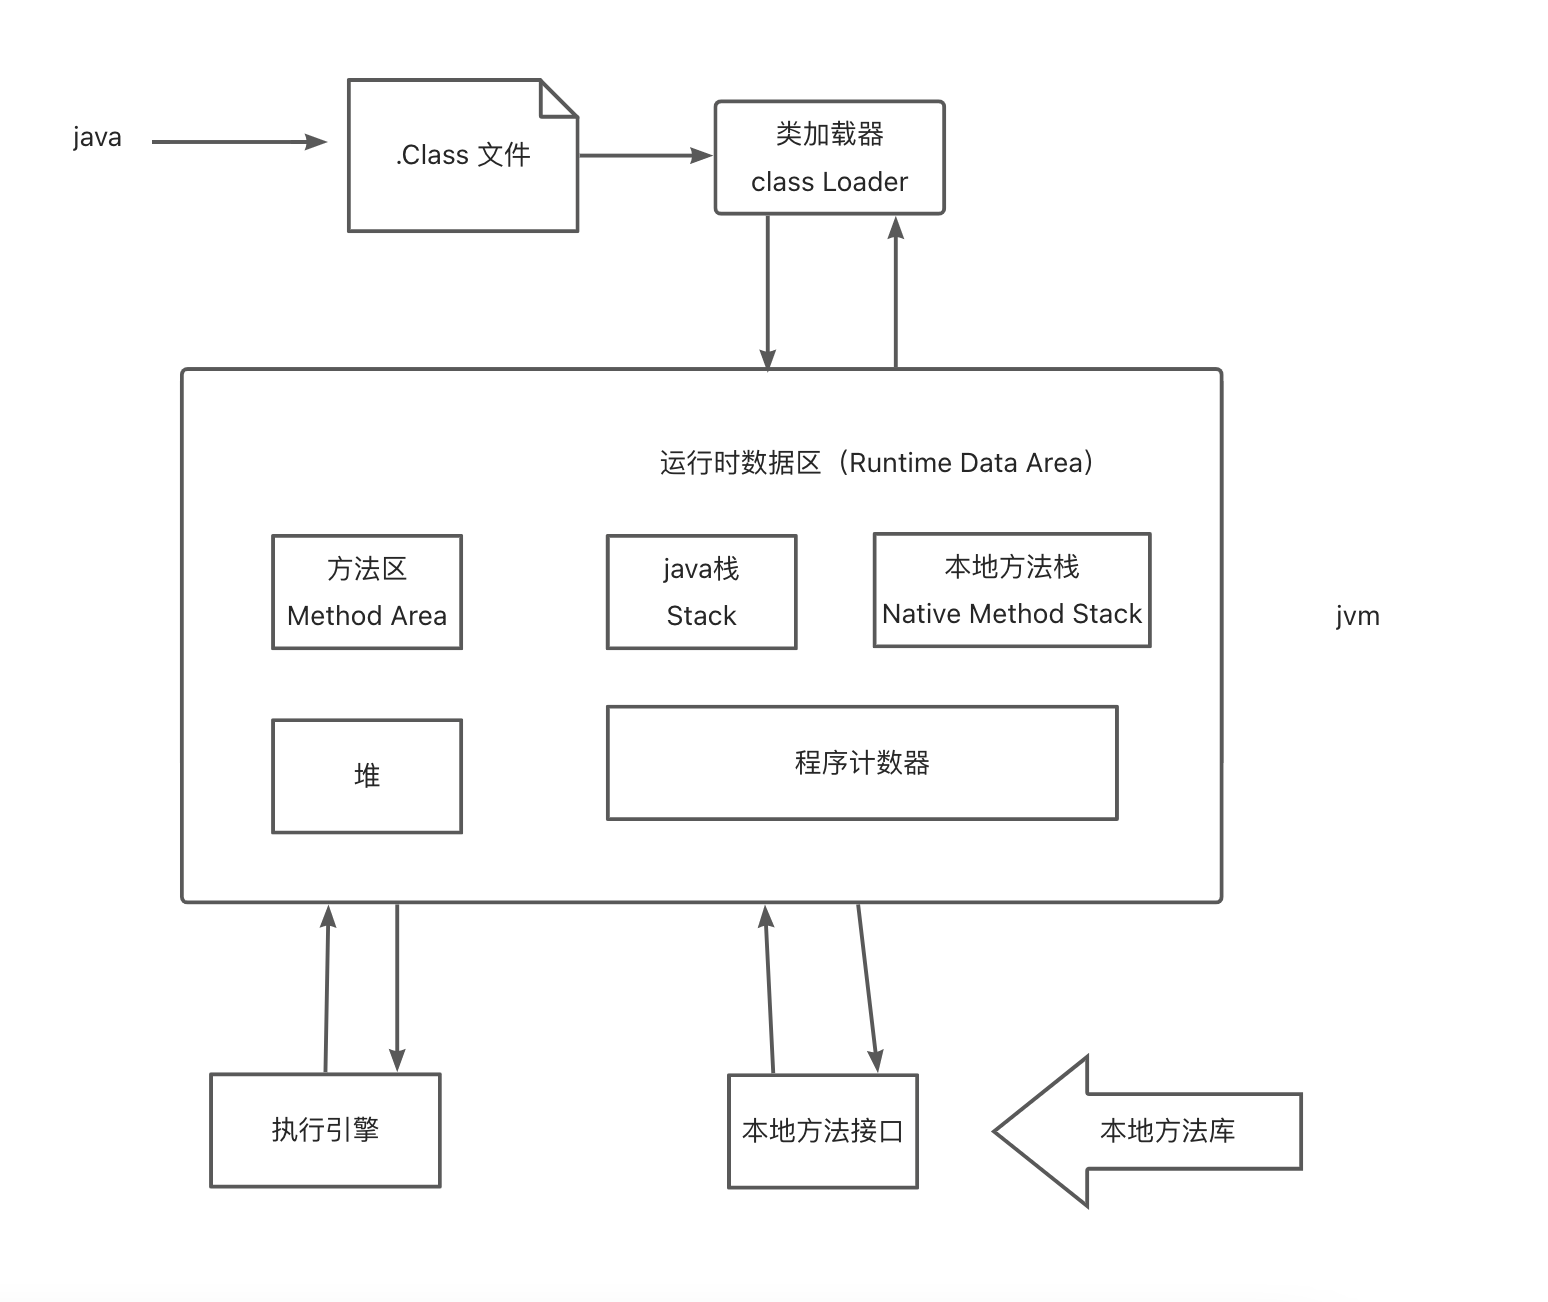 java
.Class 文件
类加载器
class Loader
运行时数据区（Runtime Data Area）
方法区
Method Area
java栈
Stack
本地方法栈
Native Method Stack
jvm
堆
程序计数器
执行引擎
本地方法接口
本地方法库